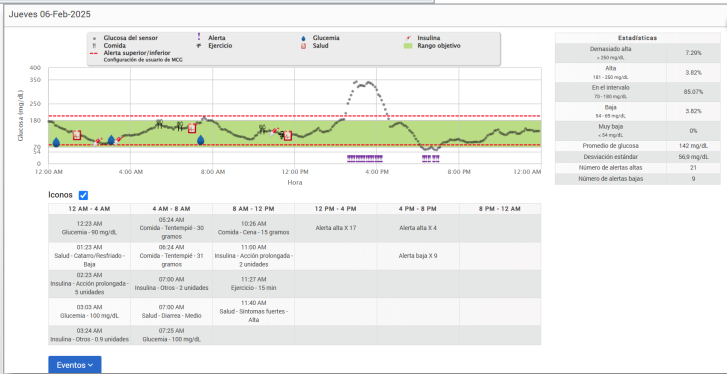 Jueves 06-Feb-2025
Glucosa del sensor
Alerta
Glucemia
Insulina
Comida
Ejercicio
Salud
Rango objetivo
Alerta superior/inferior
Configuración de usuario de MCG
Glucosa (mg/dL)
400
350
250
180
70
54
0
12:00 AM
4:00 AM
8:00 AM
12:00 PM
4:00 PM
8:00 PM
12:00 AM
Hora
Estadísticas
Demasiado alta
> 250 mg/dL
7.29%
Alta
181 - 250 mg/dL
3.82%
En el intervalo
70 - 180 mg/dL
85.07%
Baja
54 - 69 mg/dL
3.82%
Muy baja
< 54 mg/dL
0%
Promedio de glucosa
142 mg/dL
Desviación estándar
56,9 mg/dL
Número de alertas altas
21
Número de alertas bajas
9
Iconos
12 AM - 4 AM
4 AM - 8 AM
8 AM - 12 PM
12 PM - 4 PM
4 PM - 8 PM
8 PM - 12 AM
12:23 AM
Glucemia - 90 mg/dL
05:24 AM
Comida - Tentempié - 30
gramos
10:26 AM
Comida - Cena - 15 gramos
Alerta alta X 17
Alerta alta X 4
01:23 AM
Salud - Catarro/Resfriado -
Baja
06:24 AM
Comida - Tentempié - 31
gramos
11:00 AM
Insulina - Acción prolongada -
2 unidades
Alerta baja X 9
02:23 AM
Insulina - Acción prolongada -
5 unidades
07:00 AM
Insulina - Otros - 2 unidades
11:27 AM
Ejercicio - 15 min
03:03 AM
Glucemia - 100 mg/dL
07:00 AM
Salud - Diarrea - Medio
11:40 AM
Salud - Síntomas fuertes -
Alta
03:24 AM
Insulina - Otros - 0.9 unidades
07:25 AM
Glucemia - 100 mg/dL
Eventos